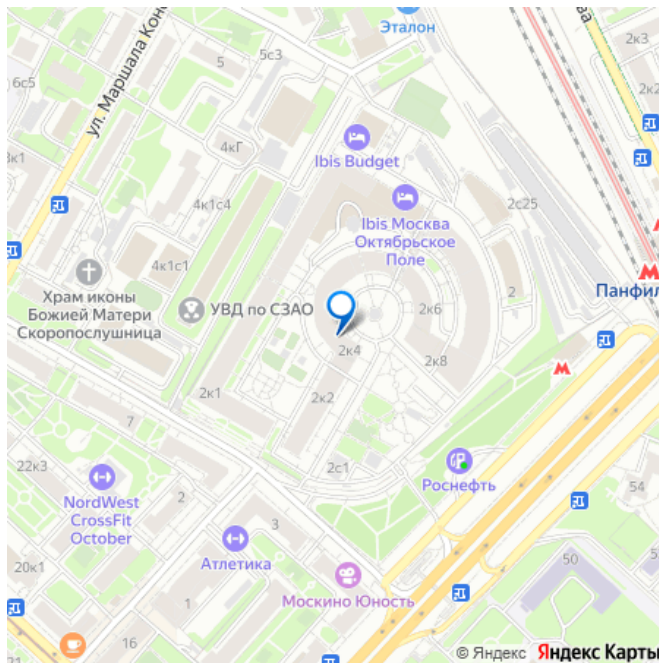 Эталон
ва
2к3
5
5с3
6с5
ул. Маршала Кон
4кГ
2к2
Ibis Budget
4к1с4
2с25
Ibis Москва
Октябрьское
Поле
4к1с1
Храм иконы
Божией Матери
Скоропослушница
УВД по СЗАО
2к6
2
Панфил
2к4
2к8
2к1
2к2
7
2с1
22к3
Роснефть
54
NordWest
CrossFit
October
2
3
Атлетика
50
20к1
1
Москино Юность
16
© Яндекс Яндекс Карты